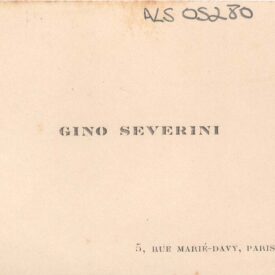 ALS 05280
GINO SEVERINI
5, RUE MARIÉ-DAVY, PARIS